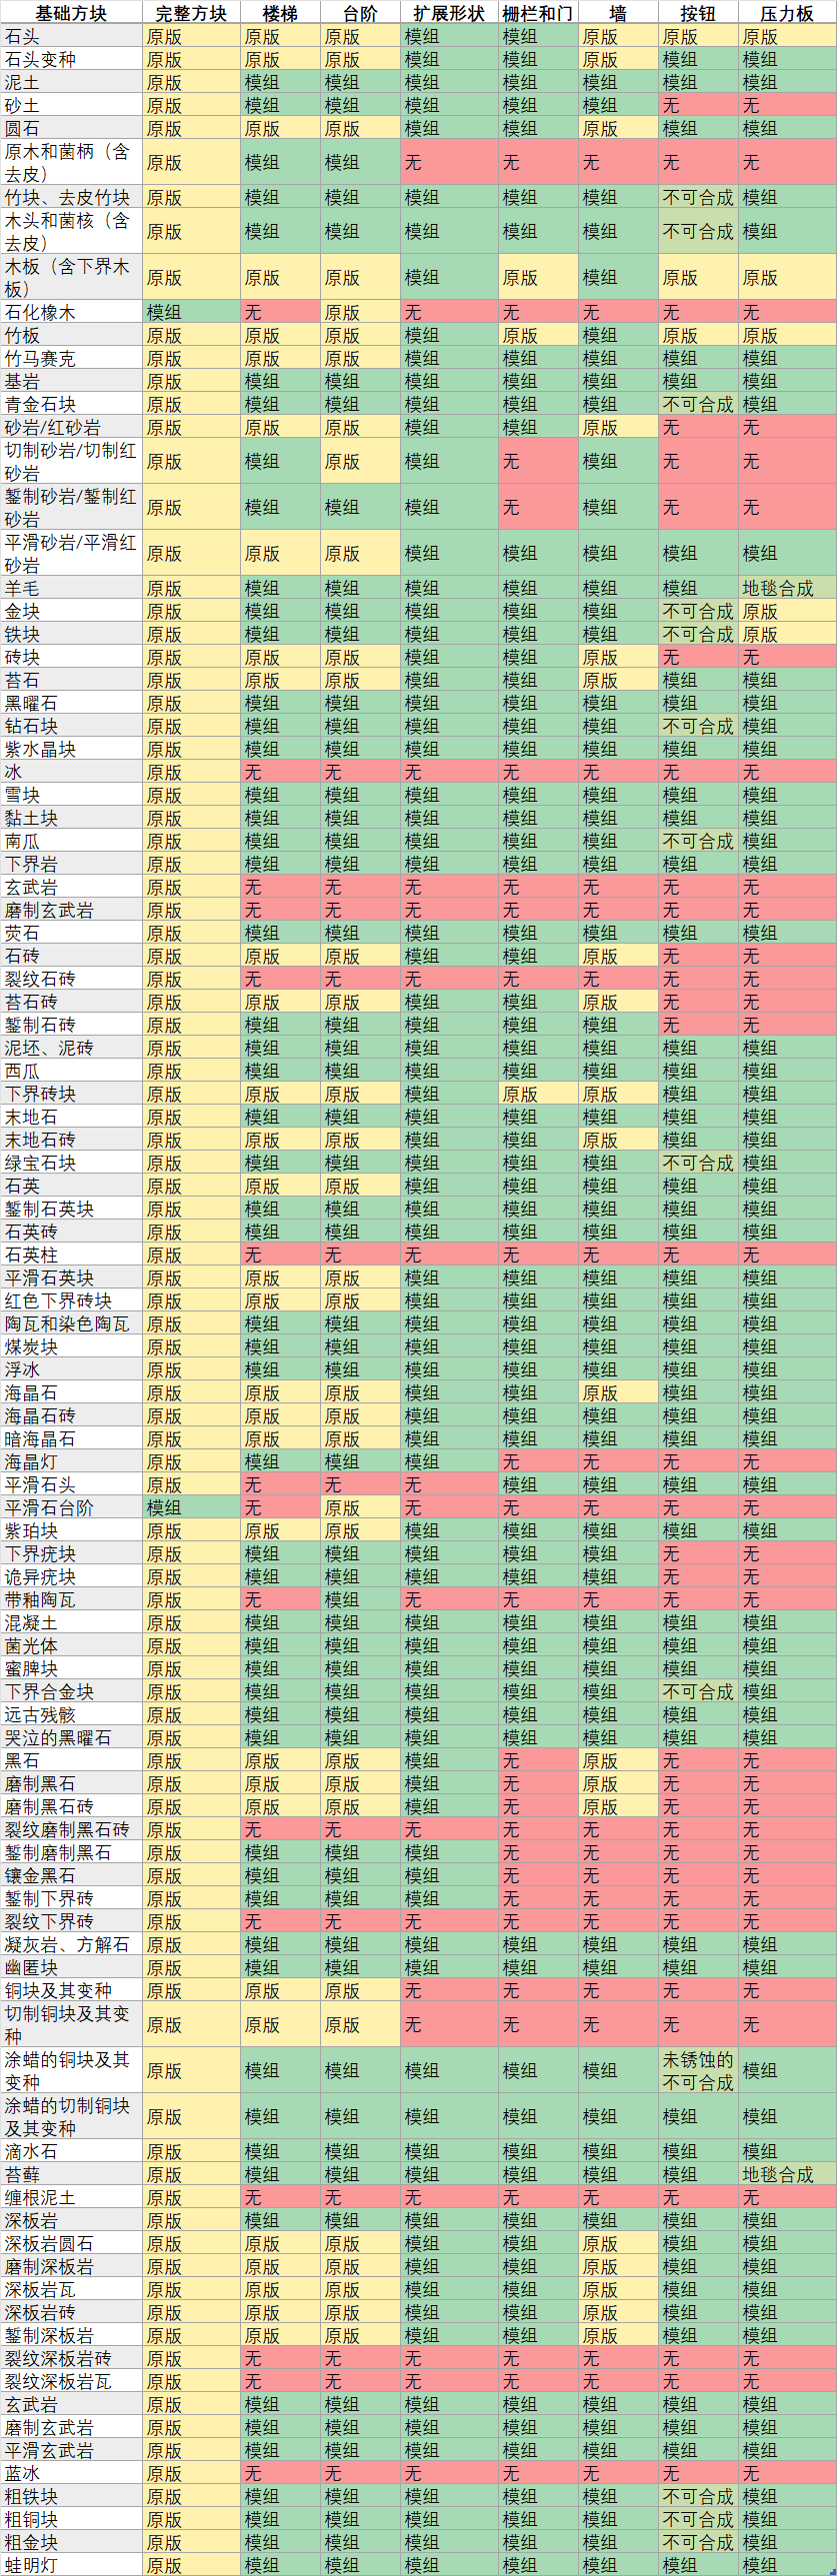 基础方块 完整方块 楼梯 台阶 扩展形状 栅栏和门 墙 按钮 压力板
石头 原版 原版 原版 模组 模组 原版 原版 原版
石头变种 原版 原版 原版 模组 模组 原版 模组 模组
泥土 原版 模组 模组 模组 模组 模组 模组 模组
砂土 原版 模组 模组 模组 模组 模组 无 无
圆石 原版 原版 原版 模组 模组 原版 模组 模组
原木和菌柄（含
去皮） 原版 模组 模组 无 无 无 无 无
竹块、去皮竹块 原版 模组 模组 模组 模组 模组 不可合成 模组
木头和菌核（含
去皮） 原版 模组 模组 模组 模组 模组 不可合成 模组
木板（含下界木
板） 原版 原版 原版 模组 原版 模组 原版 原版
石化橡木 模组 无 原版 无 无 无 无 无
竹板 原版 原版 原版 模组 原版 模组 原版 原版
竹马赛克 原版 原版 原版 模组 模组 模组 模组 模组
基岩 原版 模组 模组 模组 模组 模组 模组 模组
青金石块 原版 模组 模组 模组 模组 模组 不可合成 模组
砂岩/红砂岩 原版 原版 原版 模组 模组 原版 无 无
切制砂岩/切制红
砂岩 原版 模组 原版 模组 无 模组 无 无
錾制砂岩/錾制红
砂岩 原版 模组 模组 模组 无 模组 无 无
平滑砂岩/平滑红
砂岩 原版 原版 原版 模组 模组 模组 模组 模组
羊毛 原版 模组 模组 模组 模组 模组 模组 地毯合成
金块 原版 模组 模组 模组 模组 模组 不可合成 原版
铁块 原版 模组 模组 模组 模组 模组 不可合成 原版
砖块 原版 原版 原版 模组 模组 原版 无 无
苔石 原版 原版 原版 模组 模组 原版 模组 模组
黑曜石 原版 模组 模组 模组 模组 模组 模组 模组
钻石块 原版 模组 模组 模组 模组 模组 不可合成 模组
紫水晶块 原版 模组 模组 模组 模组 模组 模组 模组
冰 原版 无 无 无 无 无 无 无
雪块 原版 模组 模组 模组 模组 模组 模组 模组
黏土块 原版 模组 模组 模组 模组 模组 模组 模组
南瓜 原版 模组 模组 模组 模组 模组 不可合成 模组
下界岩 原版 模组 模组 模组 模组 模组 模组 模组
玄武岩 原版 无 无 无 无 无 无 无
磨制玄武岩 原版 无 无 无 无 无 无 无
荧石 原版 模组 模组 模组 模组 模组 模组 模组
石砖 原版 原版 原版 模组 模组 原版 无 无
裂纹石砖 原版 无 无 无 无 无 无 无
苔石砖 原版 原版 原版 模组 模组 原版 无 无
錾制石砖 原版 模组 模组 模组 模组 模组 无 无
泥坯、泥砖 原版 模组 模组 模组 模组 模组 模组 模组
西瓜 原版 模组 模组 模组 模组 模组 模组 模组
下界砖块 原版 原版 原版 模组 原版 原版 模组 模组
末地石 原版 模组 模组 模组 模组 模组 模组 模组
末地石砖 原版 原版 原版 模组 模组 原版 模组 模组
绿宝石块 原版 模组 模组 模组 模组 模组 不可合成 模组
石英 原版 原版 原版 模组 模组 模组 模组 模组
錾制石英块 原版 模组 模组 模组 模组 模组 模组 模组
石英砖 原版 模组 模组 模组 模组 模组 模组 模组
石英柱 原版 无 无 无 无 无 无 无
平滑石英块 原版 原版 原版 模组 模组 模组 模组 模组
红色下界砖块 原版 原版 原版 模组 模组 模组 模组 模组
陶瓦和染色陶瓦 原版 模组 模组 模组 模组 模组 模组 模组
煤炭块 原版 模组 模组 模组 模组 模组 模组 模组
浮冰 原版 模组 模组 模组 模组 模组 模组 模组
海晶石 原版 原版 原版 模组 模组 原版 模组 模组
海晶石砖 原版 原版 原版 模组 模组 模组 模组 模组
暗海晶石 原版 原版 原版 模组 模组 模组 模组 模组
海晶灯 原版 模组 模组 模组 无 无 无 无
平滑石头 原版 无 无 无 模组 模组 模组 模组
平滑石台阶 模组 无 原版 无 无 无 无 无
紫珀块 原版 原版 原版 模组 模组 模组 模组 模组
下界疣块 原版 模组 模组 模组 模组 模组 无 无
诡异疣块 原版 模组 模组 模组 模组 模组 无 无
带釉陶瓦 原版 无 模组 无 无 无 无 无
混凝土 原版 模组 模组 模组 模组 模组 模组 模组
菌光体 原版 模组 模组 模组 模组 模组 模组 模组
蜜脾块 原版 模组 模组 模组 模组 模组 模组 模组
下界合金块 原版 模组 模组 模组 模组 模组 不可合成 模组
远古残骸 原版 模组 模组 模组 模组 模组 模组 模组
哭泣的黑曜石 原版 模组 模组 模组 模组 模组 模组 模组
黑石 原版 原版 原版 模组 无 原版 无 无
磨制黑石 原版 原版 原版 模组 无 原版 无 无
磨制黑石砖 原版 原版 原版 模组 无 原版 无 无
裂纹磨制黑石砖 原版 无 无 无 无 无 无 无
錾制磨制黑石 原版 模组 模组 模组 无 无 无 无
镶金黑石 原版 模组 模组 模组 无 无 无 无
錾制下界砖 原版 模组 模组 模组 无 无 无 无
裂纹下界砖 原版 无 无 无 无 无 无 无
凝灰岩、方解石 原版 模组 模组 模组 模组 模组 模组 模组
幽匿块 原版 模组 模组 模组 模组 模组 模组 模组
铜块及其变种 原版 原版 原版 无 无 无 无 无
切制铜块及其变
种 原版 原版 原版 无 无 无 无 无
涂蜡的铜块及其
变种 原版 模组 模组 模组 模组 模组 未锈蚀的
不可合成 模组
涂蜡的切制铜块
及其变种 原版 模组 模组 模组 模组 模组 模组 模组
滴水石 原版 模组 模组 模组 模组 模组 模组 模组
苔藓 原版 模组 模组 模组 模组 模组 模组 地毯合成
缠根泥土 原版 无 无 无 无 无 无 无
深板岩 原版 模组 模组 模组 模组 模组 模组 模组
深板岩圆石 原版 原版 原版 模组 模组 原版 模组 模组
磨制深板岩 原版 原版 原版 模组 模组 原版 模组 模组
深板岩瓦 原版 原版 原版 模组 模组 原版 模组 模组
深板岩砖 原版 原版 原版 模组 模组 原版 模组 模组
錾制深板岩 原版 原版 原版 模组 模组 原版 模组 模组
裂纹深板岩砖 原版 无 无 无 无 无 无 无
裂纹深板岩瓦 原版 无 无 无 无 无 无 无
玄武岩 原版 模组 模组 模组 模组 模组 模组 模组
磨制玄武岩 原版 模组 模组 模组 模组 模组 模组 模组
平滑玄武岩 原版 模组 模组 模组 模组 模组 模组 模组
蓝冰 原版 无 无 无 无 无 无 无
粗铁块 原版 模组 模组 模组 模组 模组 不可合成 模组
粗铜块 原版 模组 模组 模组 模组 模组 不可合成 模组
粗金块 原版 模组 模组 模组 模组 模组 不可合成 模组
蛙明灯 原版 模组 模组 模组 模组 模组 模组 模组